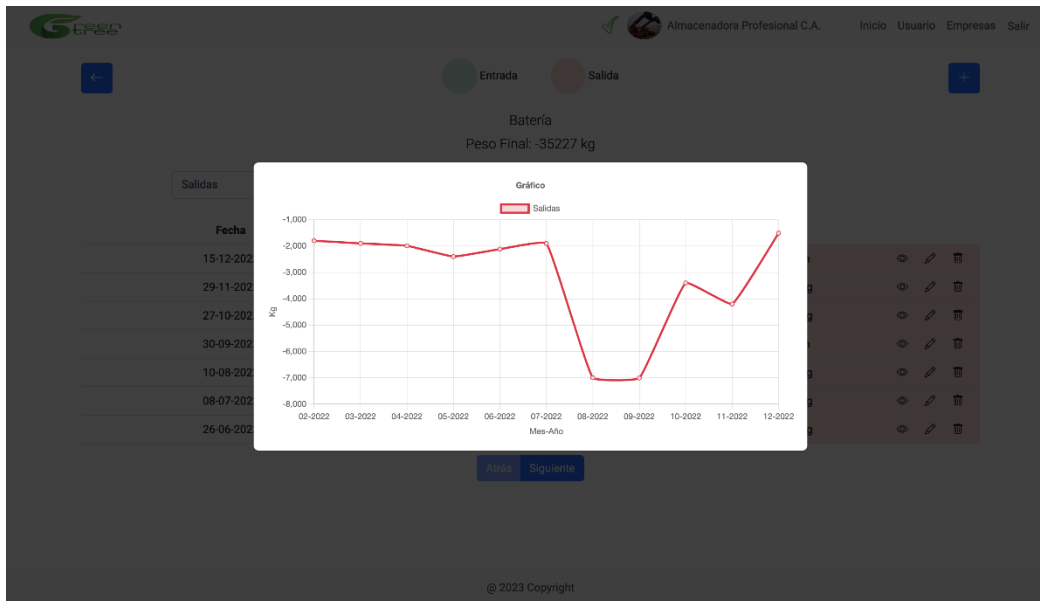 Green tree
Almacenadora Profesional C.A.
Inicio Usuario Empresas Salir
Entrada Salida
Batería
Peso Final: -35227 kg
Salidas
Gráfico
Salidas
Fecha
15-12-202
29-11-202
27-10-202
30-09-202
10-08-202
08-07-202
26-06-202
-1,000
-2,000
-3,000
-4,000
-5,000
-6,000
-7,000
-8,000
Kg
02-2022 03-2022 04-2022 05-2022 06-2022 07-2022 08-2022 09-2022 10-2022 11-2022 12-2022
Mes-Año
Atrás Siguiente
@ 2023 Copyright